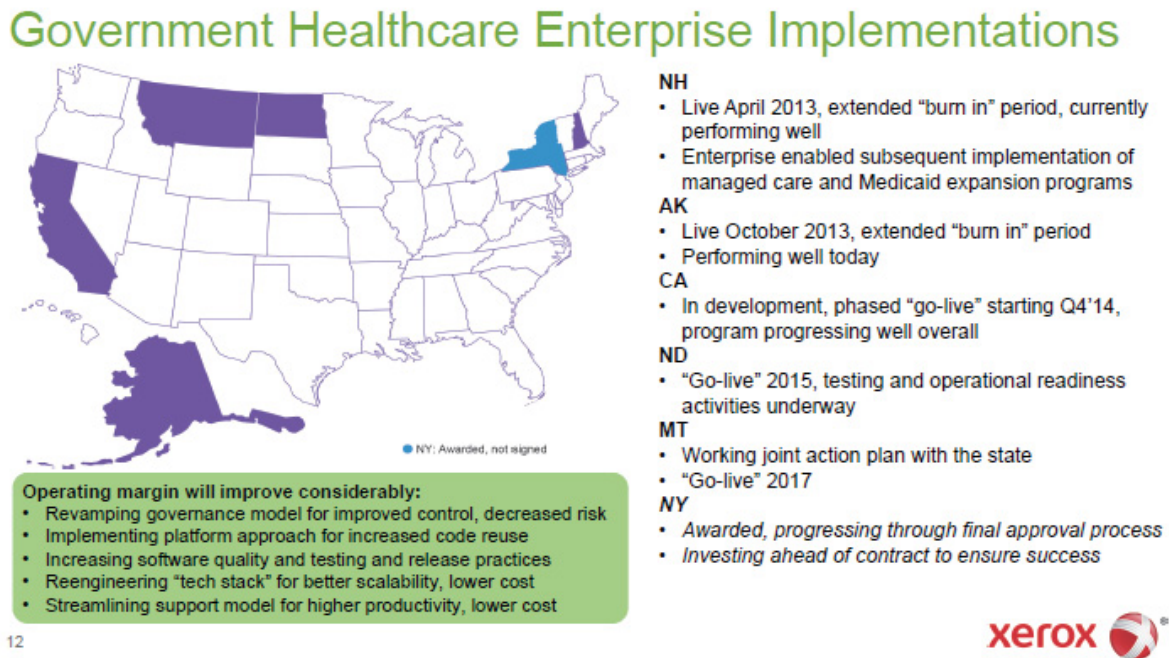 Government Healthcare Enterprise Implementations
NH
• Live April 2013, extended “burn in” period, currently
performing well
• Enterprise enabled subsequent implementation of
managed care and Medicaid expansion programs
AK
• Live October 2013, extended “burn in” period
• Performing well today
CA
• In development, phased “go-live” starting Q4’14,
program progressing well overall
ND
• “Go-live” 2015, testing and operational readiness
activities underway
MT
• Working joint action plan with the state
• “Go-live” 2017
NY
• Awarded, progressing through final approval process
• Investing ahead of contract to ensure success
NY: Awarded, not signed
Operating margin will improve considerably:
• Revamping governance model for improved control, decreased risk
• Implementing platform approach for increased code reuse
• Increasing software quality and testing and release practices
• Reengineering “tech stack” for better scalability, lower cost
• Streamlining support model for higher productivity, lower cost
12
xerox ®